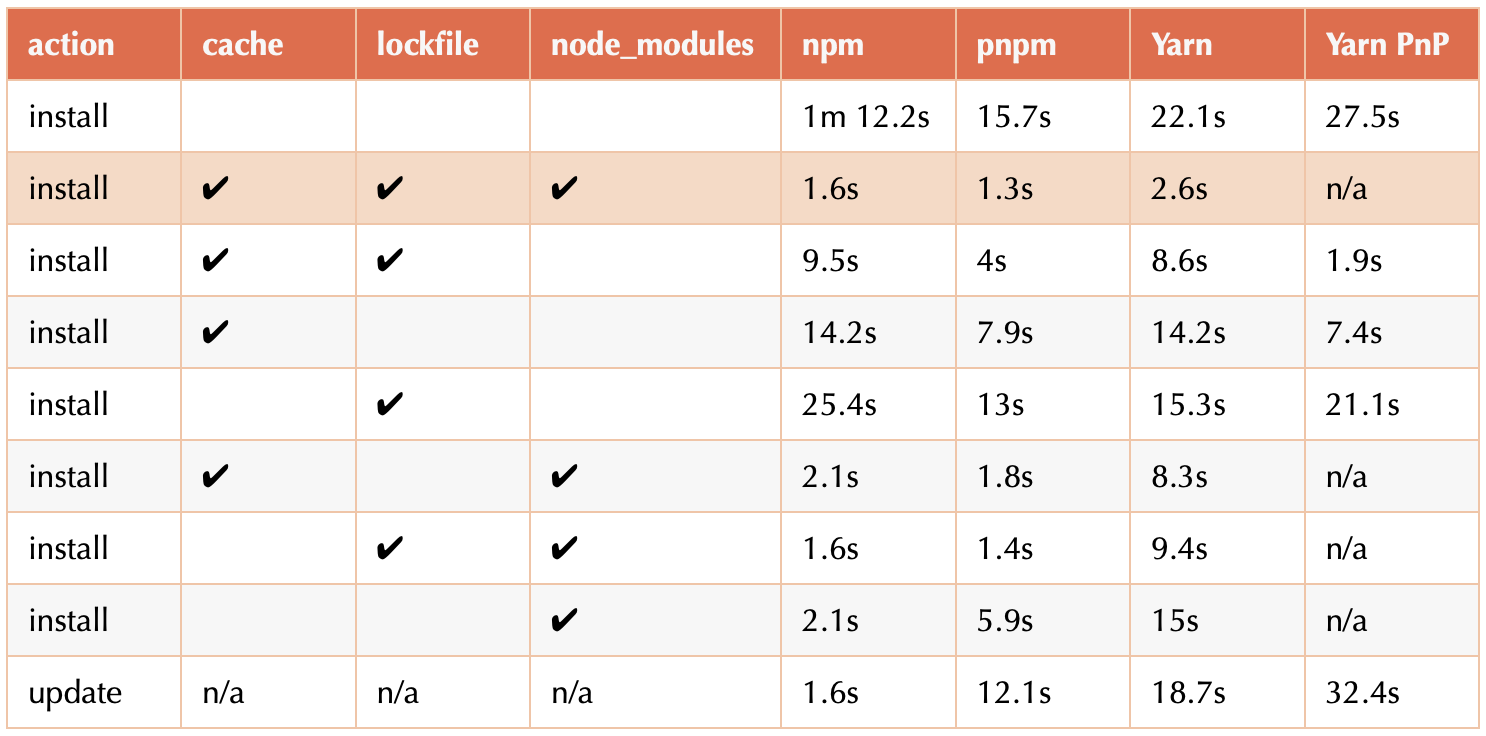 action cache lockfile node_modules npm pnpm Yarn Yarn PnP
install 1m 12.2s 15.7s 22.1s 27.5s
install ✔ ✔ ✔ 1.6s 1.3s 2.6s n/a
install ✔ ✔ 9.5s 4s 8.6s 1.9s
install ✔ 14.2s 7.9s 14.2s 7.4s
install ✔ 25.4s 13s 15.3s 21.1s
install ✔ ✔ 2.1s 1.8s 8.3s n/a
install ✔ ✔ 1.6s 1.4s 9.4s n/a
install ✔ 2.1s 5.9s 15s n/a
update n/a n/a n/a 1.6s 12.1s 18.7s 32.4s